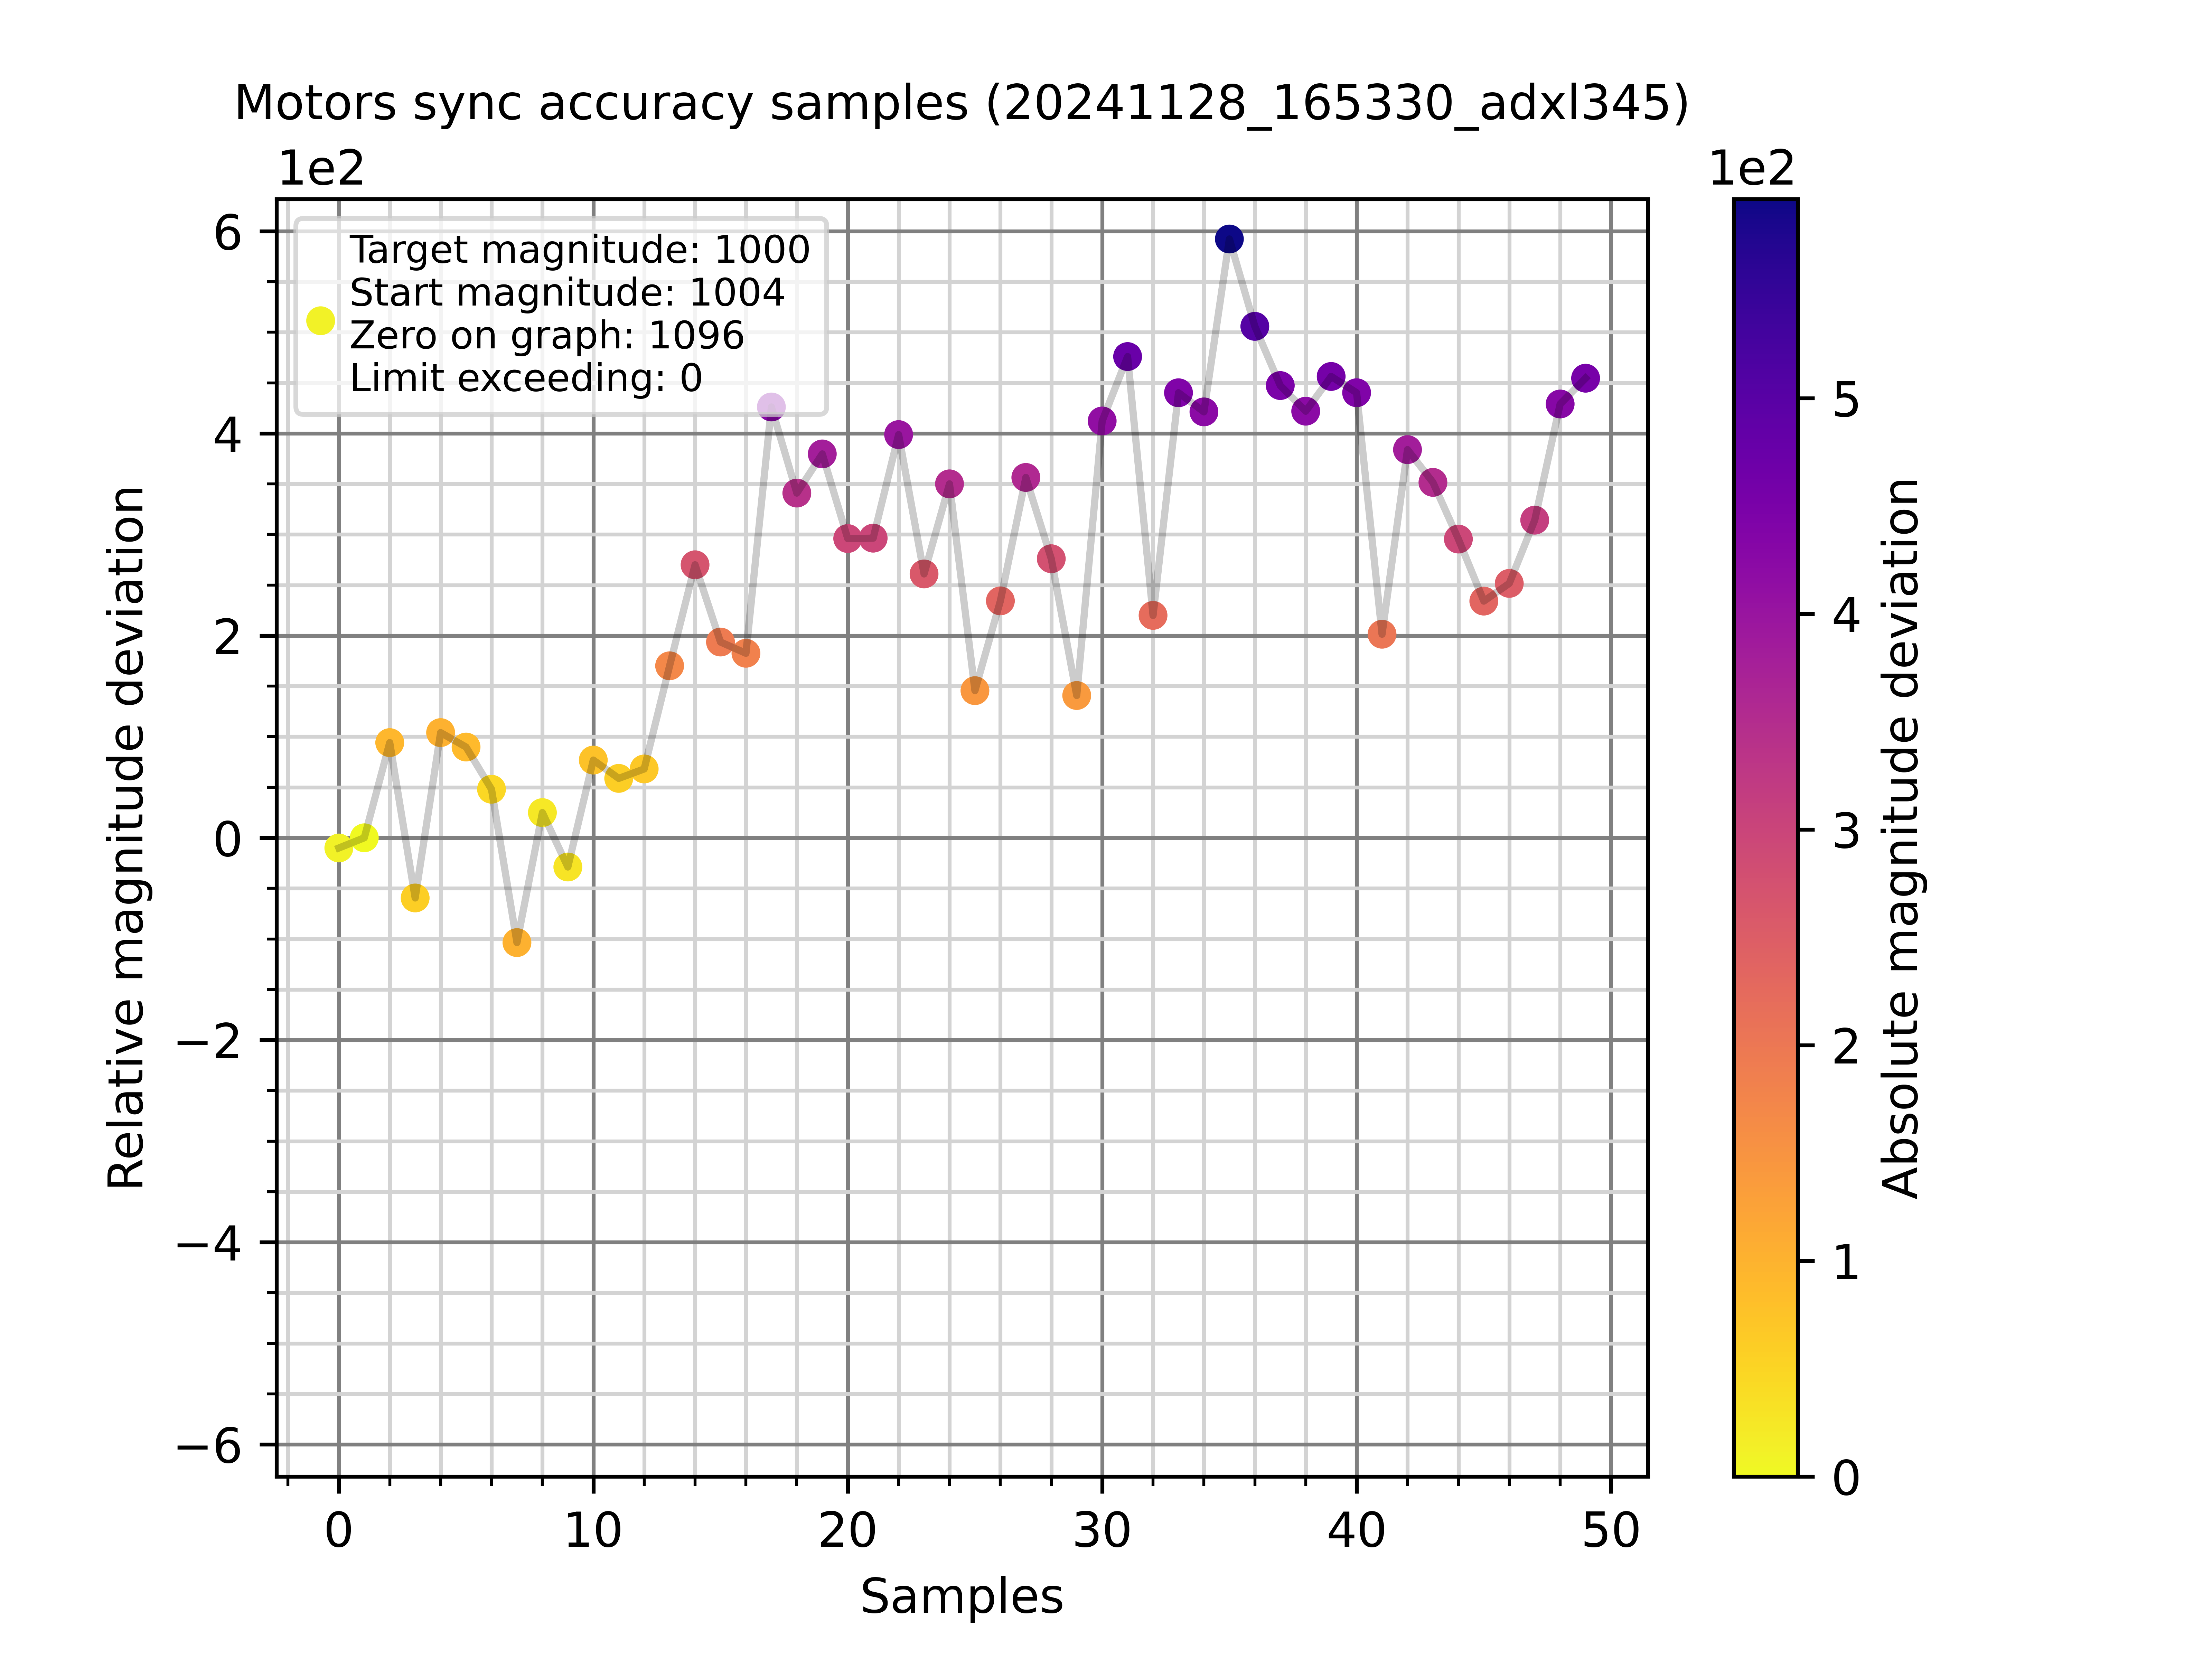 Motors sync accuracy samples (20241128_165330_adxl345)
1e2
1e2
Target magnitude: 1000
Start magnitude: 1004
Zero on graph: 1096
Limit exceeding: 0
6
4
2
0
−2
−4
−6
Relative magnitude deviation
0 10 20 30 40 50
Samples
5
4
3
2
1
0
Absolute magnitude deviation